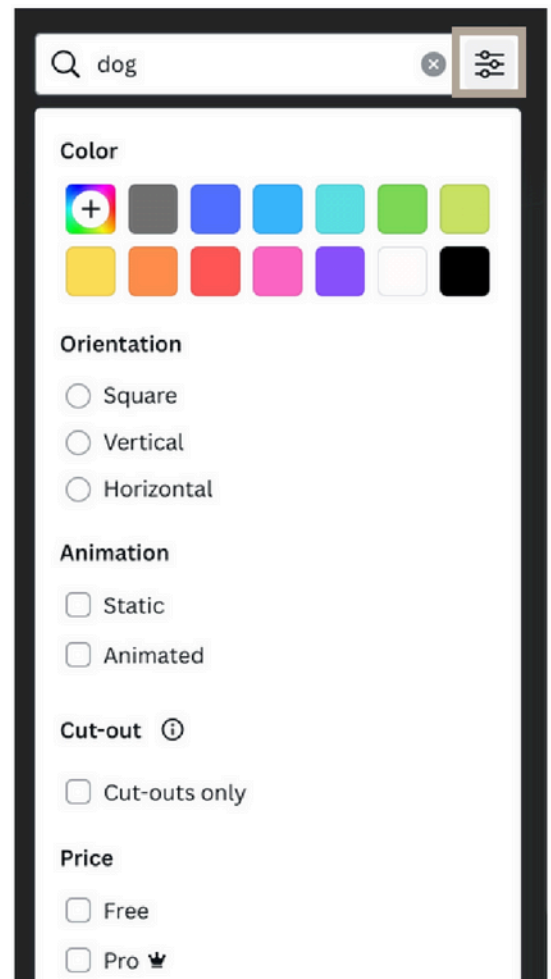 dog
Color
Orientation
Square
Vertical
Horizontal
Animation
Static
Animated
Cut-out
Cut-outs only
Price
Free
Pro